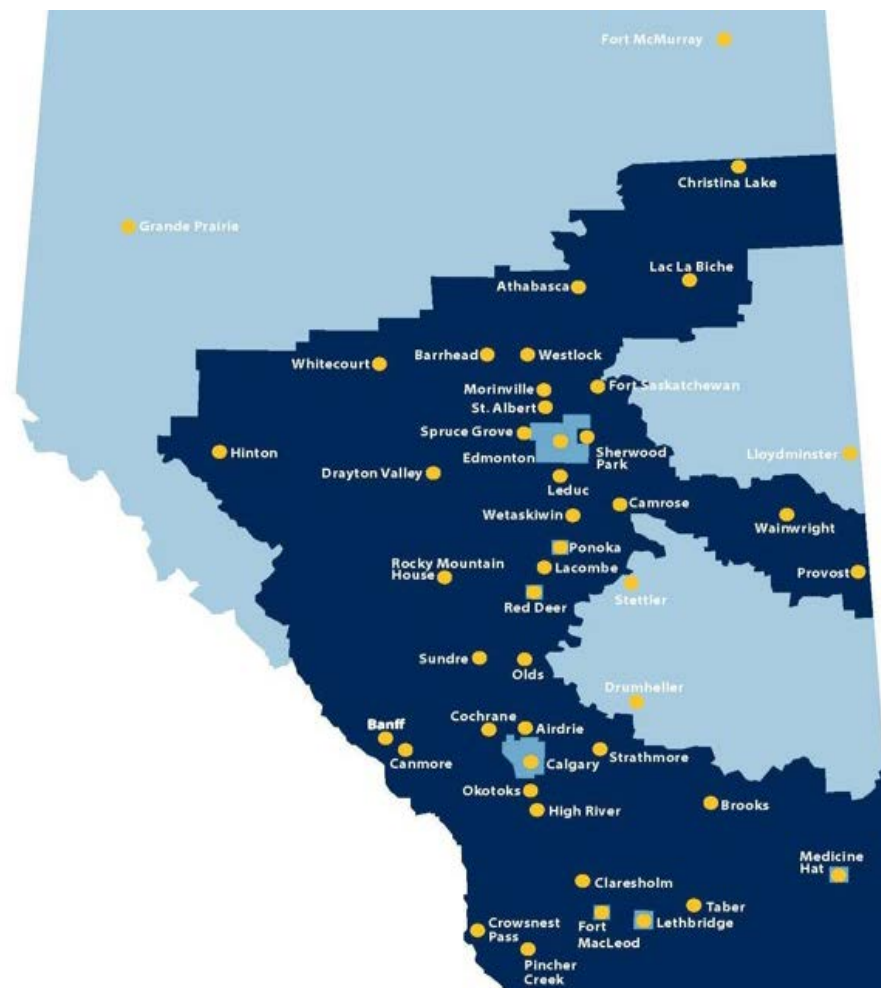 Fort McMurray
Christina Lake
Grande Prairie
Lac La Biche
Athabasca
Barrhead
Westlock
Whitecourt
Morinville
Fort Saskatchewan
St. Albert
Spruce Grove
Edmonton
Sherwood
Park
Hinton
Lloydminster
Drayton Valley
Leduc
Camrose
Wetaskiwin
Wainwright
Ponoka
Rocky Mountain
House
Lacombe
Provost
Stettler
Red Deer
Sundre
Olds
Drumheller
Cochrane
Airdrie
Banff
Canmore
Strathmore
Calgary
Okotoks
High River
Brooks
Medicine
Hat
Claresholm
Taber
Fort
MacLeod
Lethbridge
Crowsnest
Pass
Pincher
Creek